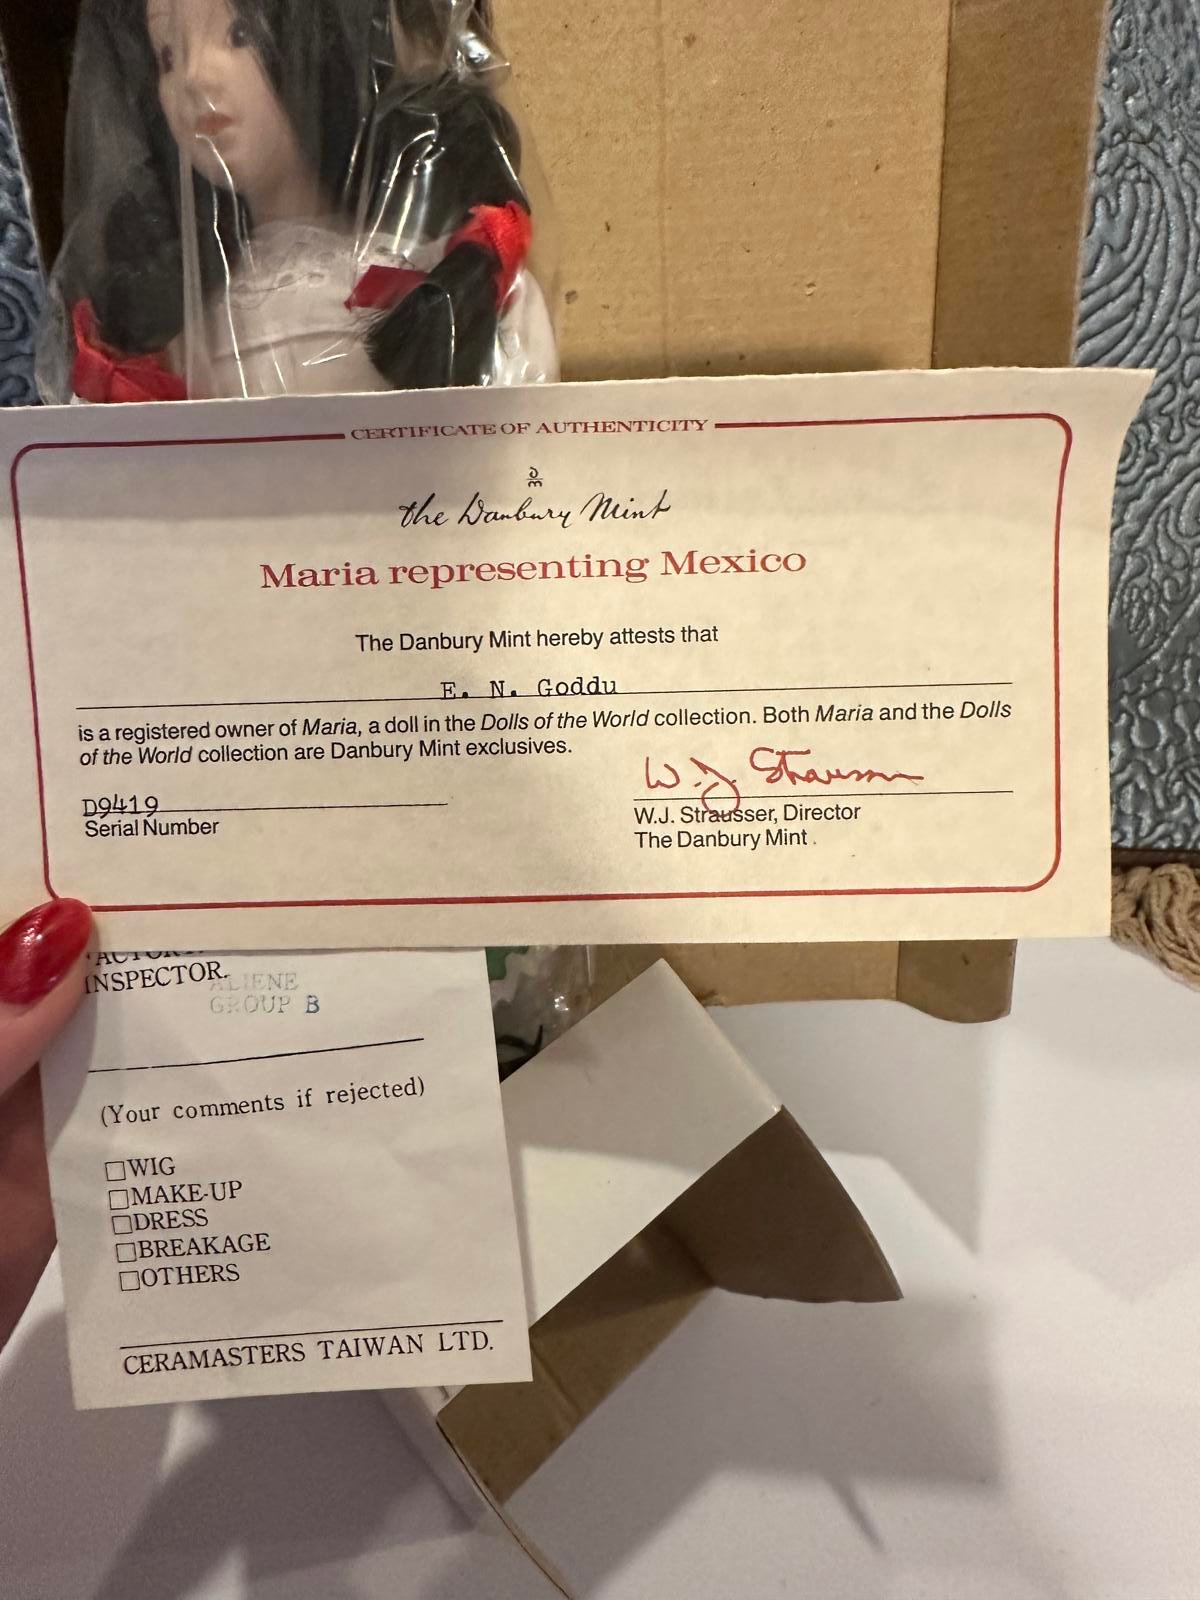 CERTIFICATE OF AUTHENTICITY
DM
the Danbury Mint
Maria representing Mexico
The Danbury Mint hereby attests that
E. N. Goddu
is a registered owner of Maria, a doll in the Dolls of the World collection. Both Maria and the Dolls
of the World collection are Danbury Mint exclusives.
W.J. Strausser
D9419
Serial Number
W.J. Strausser, Director
The Danbury Mint
INSPECTOR.
GROUP B
(Your comments if rejected)
☐WIG
☐MAKE-UP
☐DRESS
☐BREAKAGE
☐OTHERS
CERAMASTERS TAIWAN LTD.